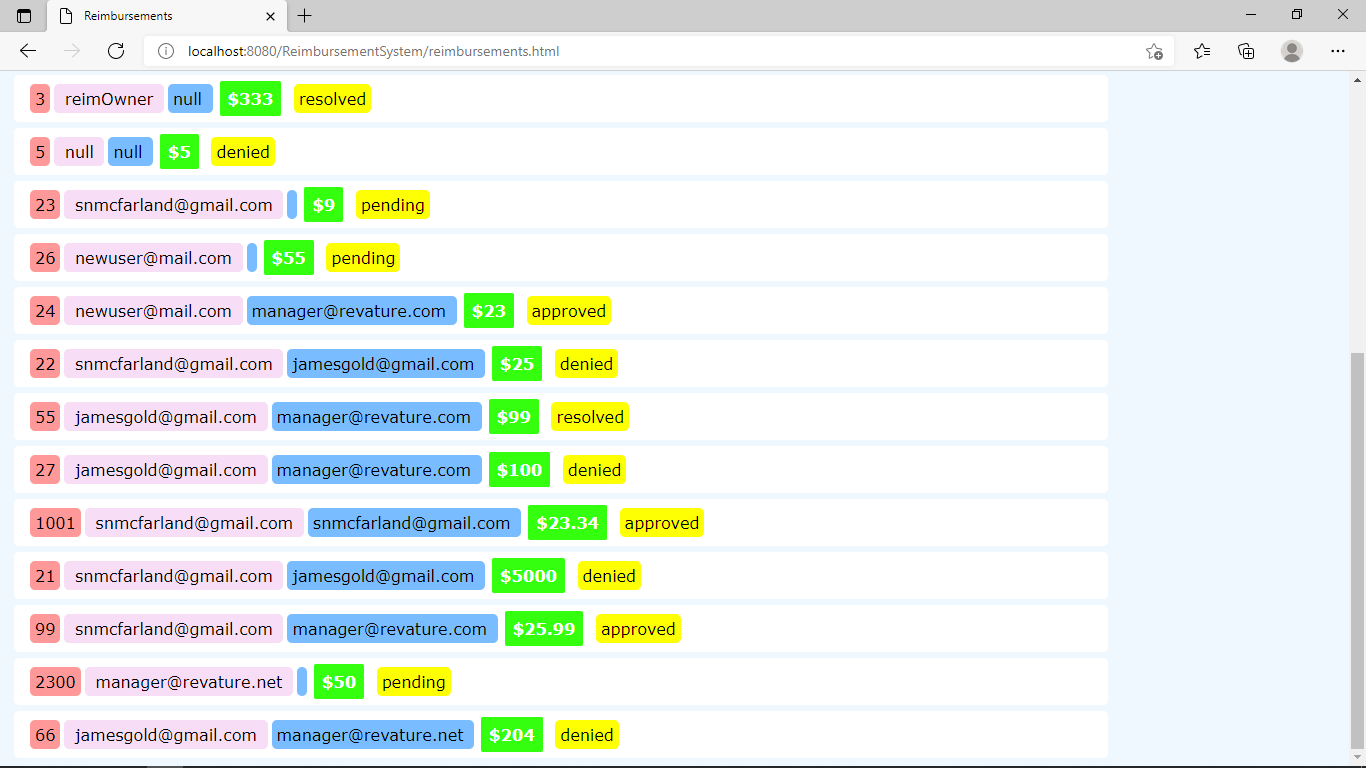 Reimbursements
localhost:8080/ReimbursementSystem/reimbursements.html
3 reimOwner null $333 resolved
5 null null $5 denied
23 snmcfarland@gmail.com $9 pending
26 newuser@mail.com $55 pending
24 newuser@mail.com manager@revature.com $23 approved
22 snmcfarland@gmail.com jamesgold@gmail.com $25 denied
55 jamesgold@gmail.com manager@revature.com $99 resolved
27 jamesgold@gmail.com manager@revature.com $100 denied
1001 snmcfarland@gmail.com snmcfarland@gmail.com $23.34 approved
21 snmcfarland@gmail.com jamesgold@gmail.com $5000 denied
99 snmcfarland@gmail.com manager@revature.com $25.99 approved
2300 manager@revature.net $50 pending
66 jamesgold@gmail.com manager@revature.net $204 denied